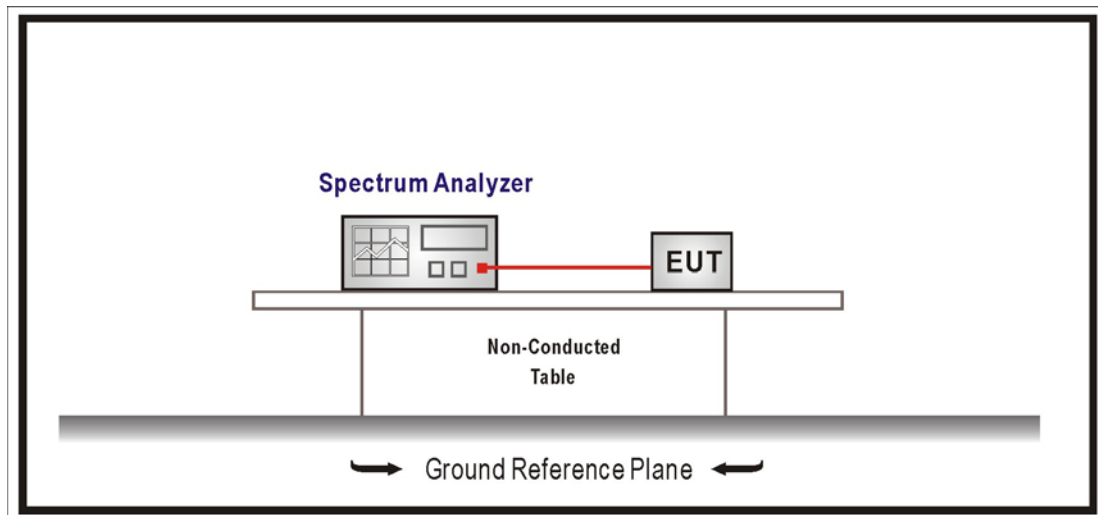 Spectrum Analyzer
EUT
Non-Conducted
Table
Ground Reference Plane